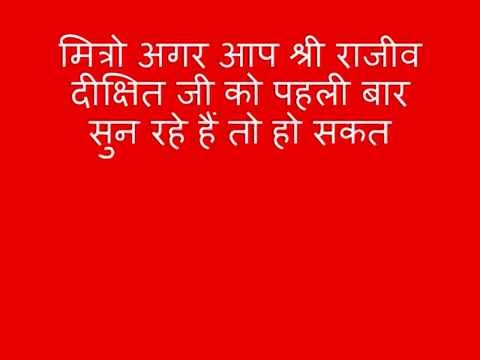 मित्रो अगर आप श्री राजीव
दीक्षित जी को पहली बार
सुन रहे हैं तो हो सकत